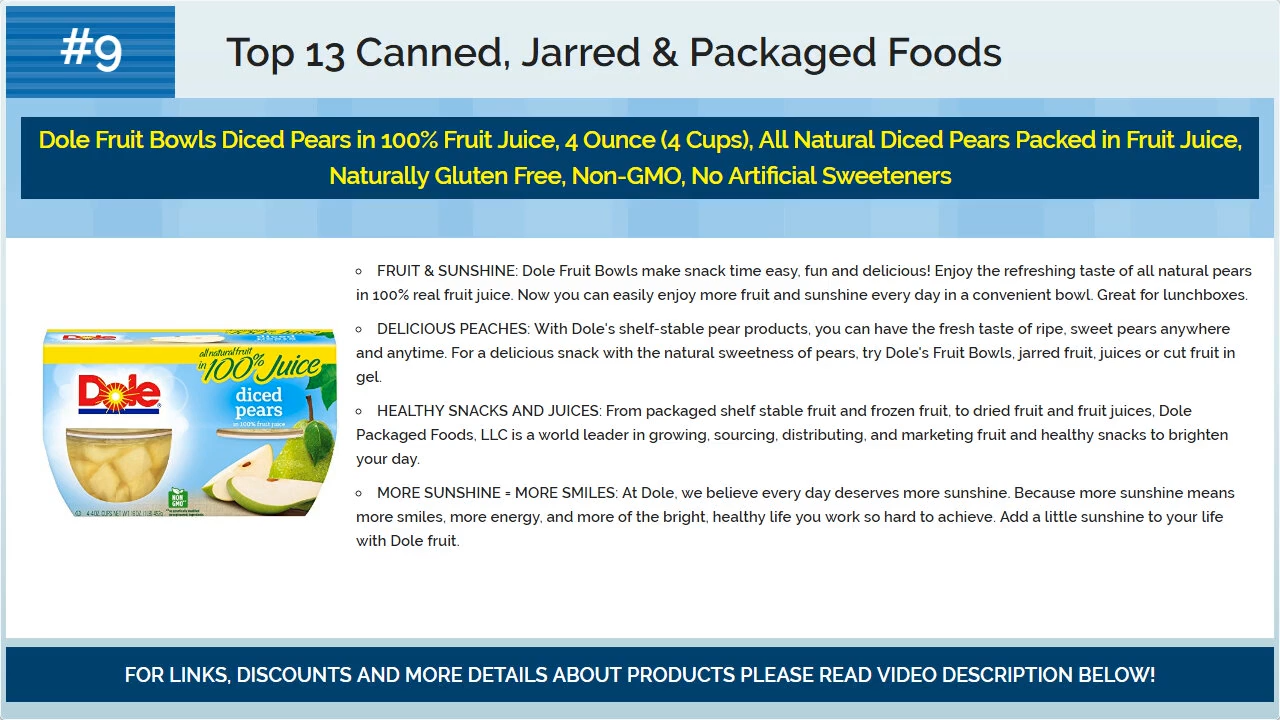 #9
Top 13 Canned, Jarred & Packaged Foods
Dole Fruit Bowls Diced Pears in 100% Fruit Juice, 4 Ounce (4 Cups), All Natural Diced Pears Packed in Fruit Juice,
Naturally Gluten Free, Non-GMO, No Artificial Sweeteners
all natural fruit
in 100% Juice
Dole
diced
pears
in 100% fruit juice
NON
GMO
FRUIT & SUNSHINE: Dole Fruit Bowls make snack time easy, fun and delicious! Enjoy the refreshing taste of all natural pears
in 100% real fruit juice. Now you can easily enjoy more fruit and sunshine every day in a convenient bowl. Great for lunchboxes.
DELICIOUS PEACHES: With Dole's shelf-stable pear products, you can have the fresh taste of ripe, sweet pears anywhere
and anytime. For a delicious snack with the natural sweetness of pears, try Dole's Fruit Bowls, jarred fruit, juices or cut fruit in
gel.
HEALTHY SNACKS AND JUICES: From packaged shelf stable fruit and frozen fruit, to dried fruit and fruit juices, Dole
Packaged Foods, LLC is a world leader in growing, sourcing, distributing, and marketing fruit and healthy snacks to brighten
your day.
MORE SUNSHINE = MORE SMILES: At Dole, we believe every day deserves more sunshine. Because more sunshine means
more smiles, more energy, and more of the bright, healthy life you work so hard to achieve. Add a little sunshine to your life
with Dole fruit.
FOR LINKS, DISCOUNTS AND MORE DETAILS ABOUT PRODUCTS PLEASE READ VIDEO DESCRIPTION BELOW!